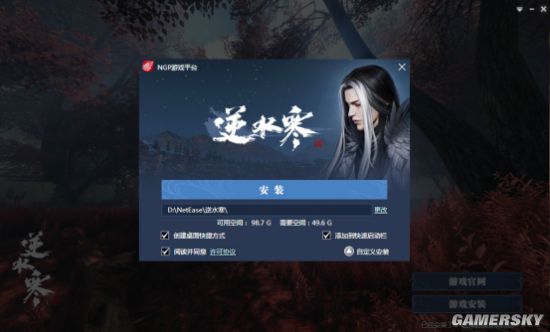 NGP游戏平台
逆水寒
安装
D:\NetEase\逆水寒\
更改
可用空间： 98.7 G 需要空间：49.6 G
创建桌面快捷方式
添加到快速启动栏
阅读并同意 许可协议
自定义安装
逆水寒
游戏官网
游戏安装
GAMERSKY